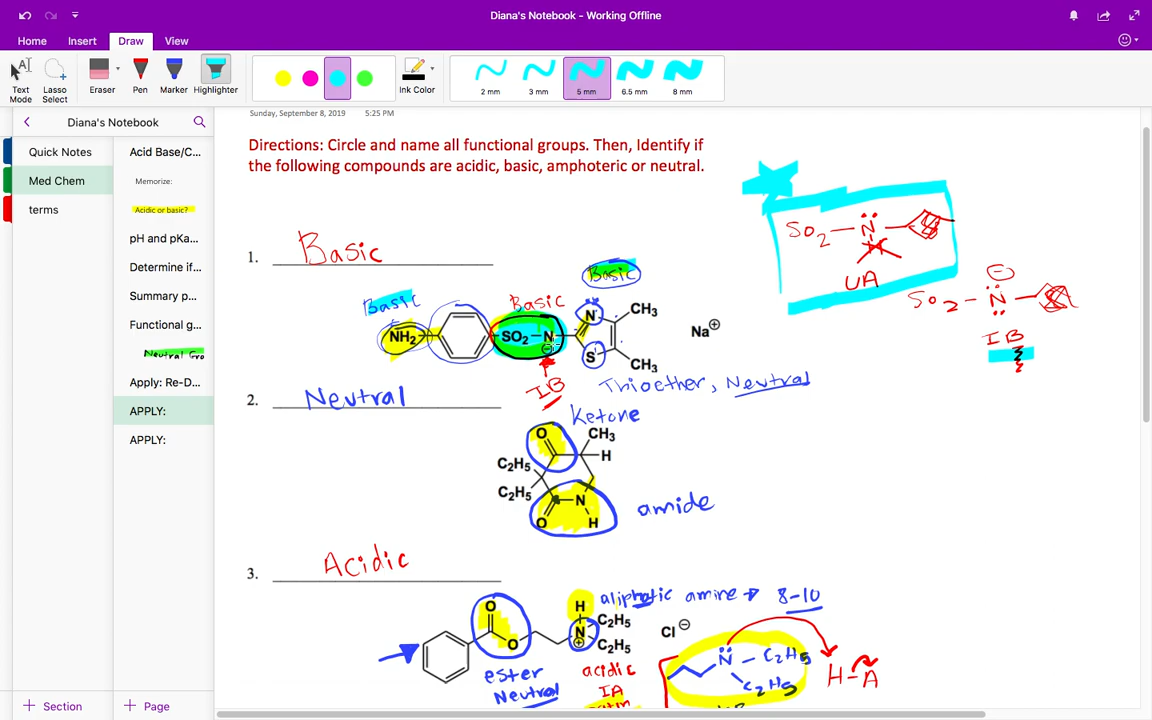 Diana's Notebook - Working Offline
Home Insert Draw View
Text Mode
Lasso Select
Eraser
Pen
Marker
Highlighter
Ink Color
2 mm
3 mm
5 mm
6.5 mm
8 mm
Diana's Notebook
Quick Notes
Med Chem
terms
Acid Base/C...
Memorize:
Acidic or basic?
pH and pKa...
Determine if...
Summary p...
Functional g...
Neutral Gro
Apply: Re-D...
APPLY:
APPLY:
+ Section
+ Page
Sunday, September 8, 2019 5:25 PM
Directions: Circle and name all functional groups. Then, Identify if
the following compounds are acidic, basic, amphoteric or neutral.
SO2 - N
UA
SO2 - N
IB
1. Basic
Basic
Basic
Basic
NH2
SO2-N
N
S
CH3
CH3
Na+
IB
Thioether, Neutral
2. Neutral
Ketone
O
CH3
H
C2H5
C2H5
N
O
H
amide
3. Acidic
aliphatic amine → 8-10
O
O
H
N
C2H5
C2H5
Cl
ester
Neutral
acidic
IA
N - C2H5
C2H5
H-A